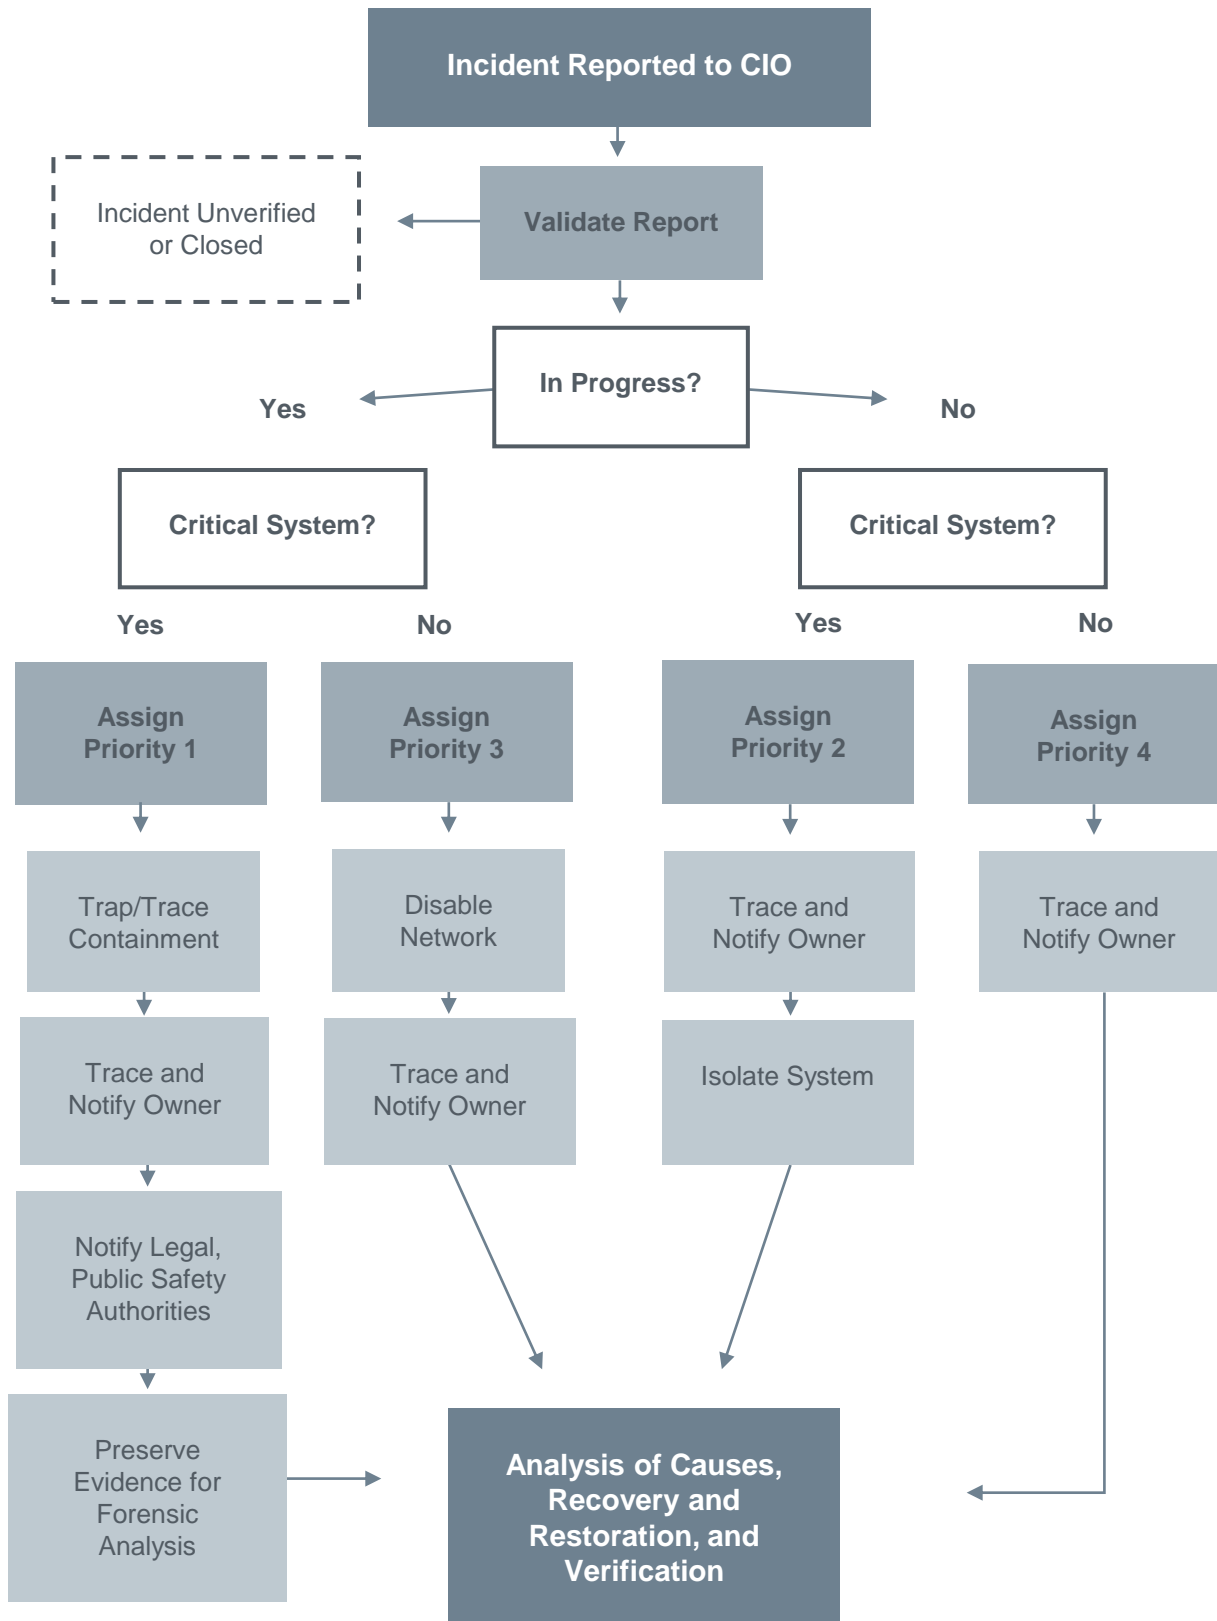 Incident Reported to CIO
Incident Unverified
or Closed
Validate Report
In Progress?
Yes
No
Critical System?
Critical System?
Yes
No
Yes
No
Assign
Priority 1
Assign
Priority 3
Assign
Priority 2
Assign
Priority 4
Trap/Trace
Containment
Disable
Network
Trace and
Notify Owner
Trace and
Notify Owner
Trace and
Notify Owner
Trace and
Notify Owner
Isolate System
Notify Legal,
Public Safety
Authorities
Preserve
Evidence for
Forensic
Analysis
Analysis of Causes,
Recovery and
Restoration, and
Verification